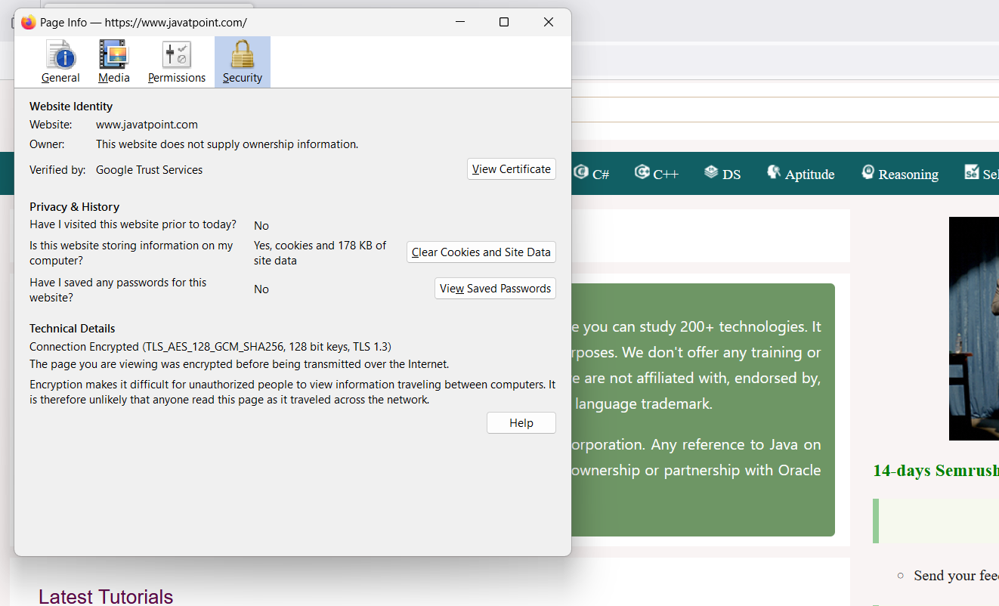 Page Info — https://www.javatpoint.com/
General Media Permissions Security
Website Identity
Website: www.javatpoint.com
Owner: This website does not supply ownership information.
Verified by: Google Trust Services View Certificate
Privacy & History
Have I visited this website prior to today? No
Is this website storing information on my
computer?
Yes, cookies and 178 KB of
site data
Clear Cookies and Site Data
Have I saved any passwords for this
website?
No
View Saved Passwords
Technical Details
Connection Encrypted (TLS_AES_128_GCM_SHA256, 128 bit keys, TLS 1.3)
The page you are viewing was encrypted before being transmitted over the Internet.
Encryption makes it difficult for unauthorized people to view information traveling between computers. It
is therefore unlikely that anyone read this page as it traveled across the network.
Help
C# C++ DS Aptitude Reasoning Se Sel
e you can study 200+ technologies. It
rposes. We don't offer any training or
e are not affiliated with, endorsed by,
language trademark.
orporation. Any reference to Java on
ownership or partnership with Oracle
14-days Semrush
Send your fee
Latest Tutorials